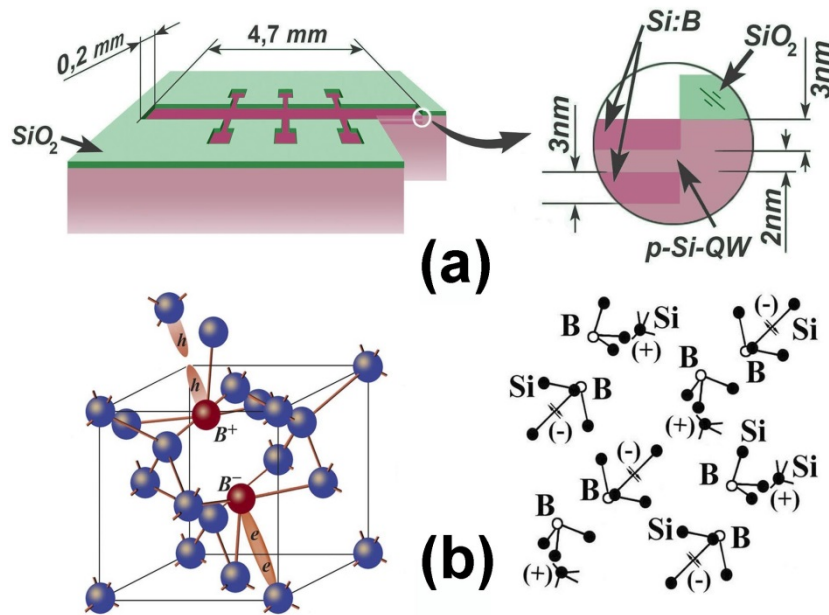 0,2 mm
4,7 mm
SiO₂
Si:B
SiO₂
3nm
3nm
2nm
p-Si-QW
(a)
h
h
B⁺
B⁻
e
e
(b)
B
Si
(+)
(-)
Si
B
Si
B
(-)
B
(+)
(-)
B
Si
B
Si
(+)
B
(+)
Si
B
(-)